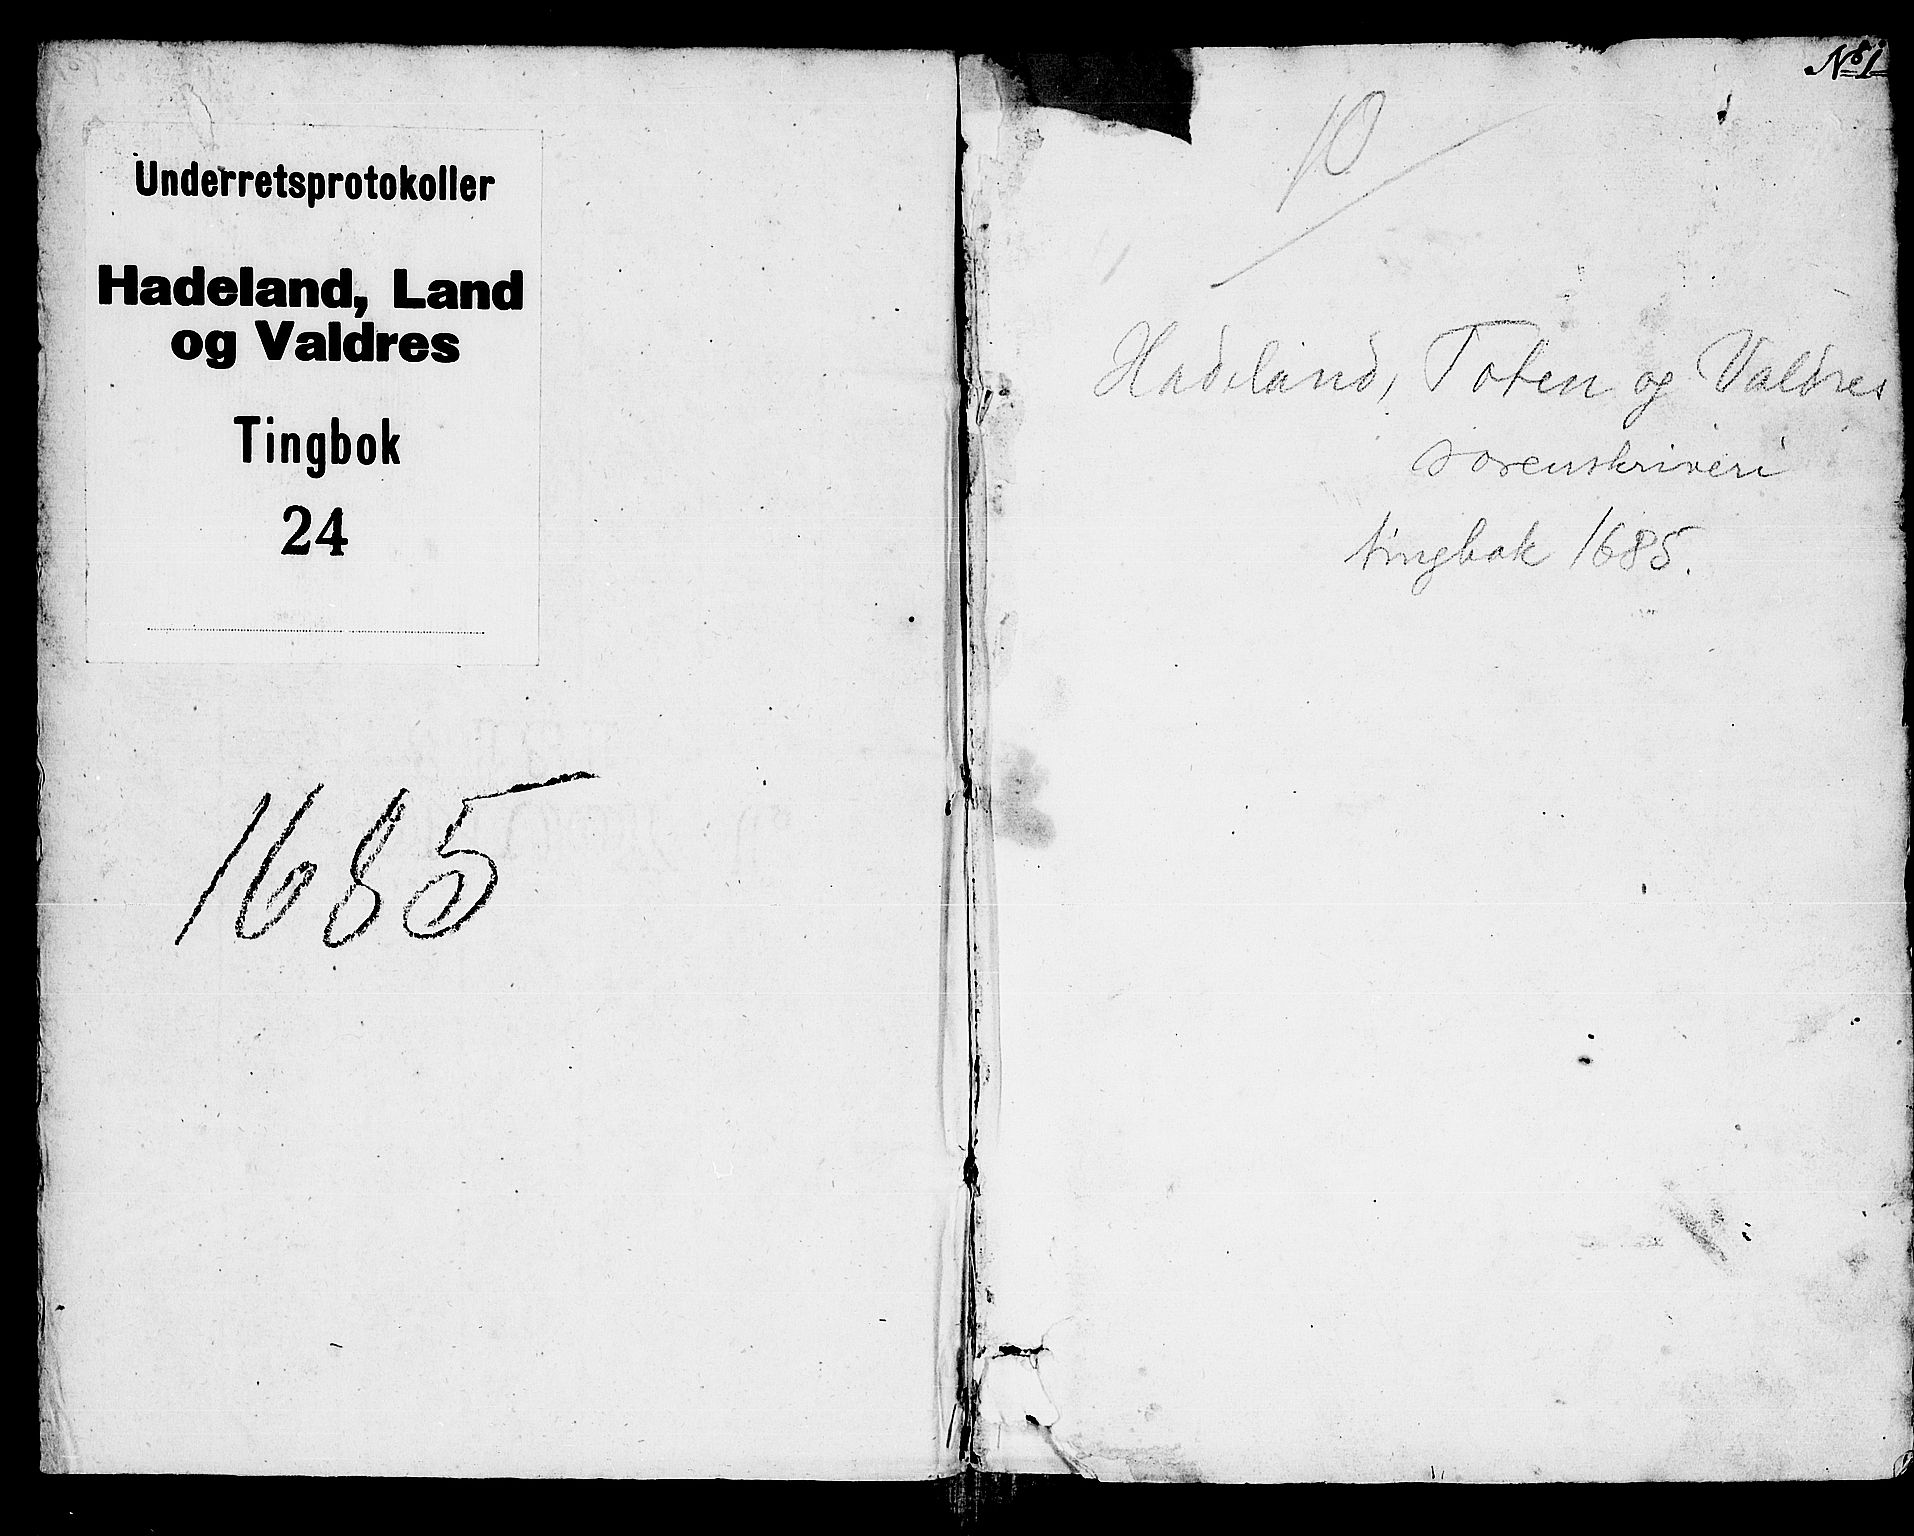 Underretsprotokoller
Hadeland, Land
og Valdres
Tingbok
24
1685
No 1
10
Hadeland, Toten og Valdres
sorenskriveri
tingbok 1685.